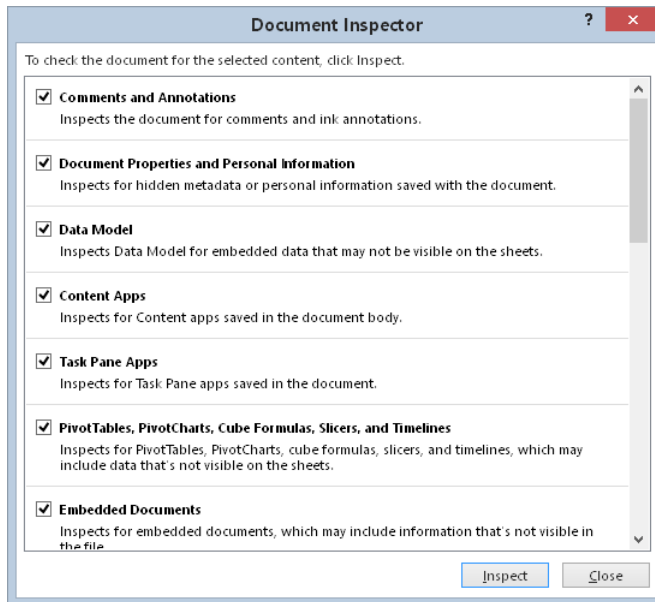 Document Inspector
?
To check the document for the selected content, click Inspect.
Comments and Annotations
Inspects the document for comments and ink annotations.
Document Properties and Personal Information
Inspects for hidden metadata or personal information saved with the document.
Data Model
Inspects Data Model for embedded data that may not be visible on the sheets.
Content Apps
Inspects for Content apps saved in the document body.
Task Pane Apps
Inspects for Task Pane apps saved in the document.
PivotTables, PivotCharts, Cube Formulas, Slicers, and Timelines
Inspects for PivotTables, PivotCharts, cube formulas, slicers, and timelines, which may
include data that's not visible on the sheets.
Embedded Documents
Inspects for embedded documents, which may include information that's not visible in
the file.
Inspect
Close